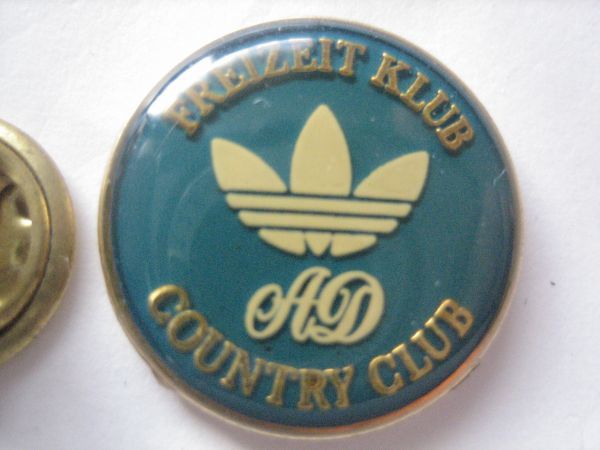 FREIZEIT KLUB
AD
COUNTRY CLUB